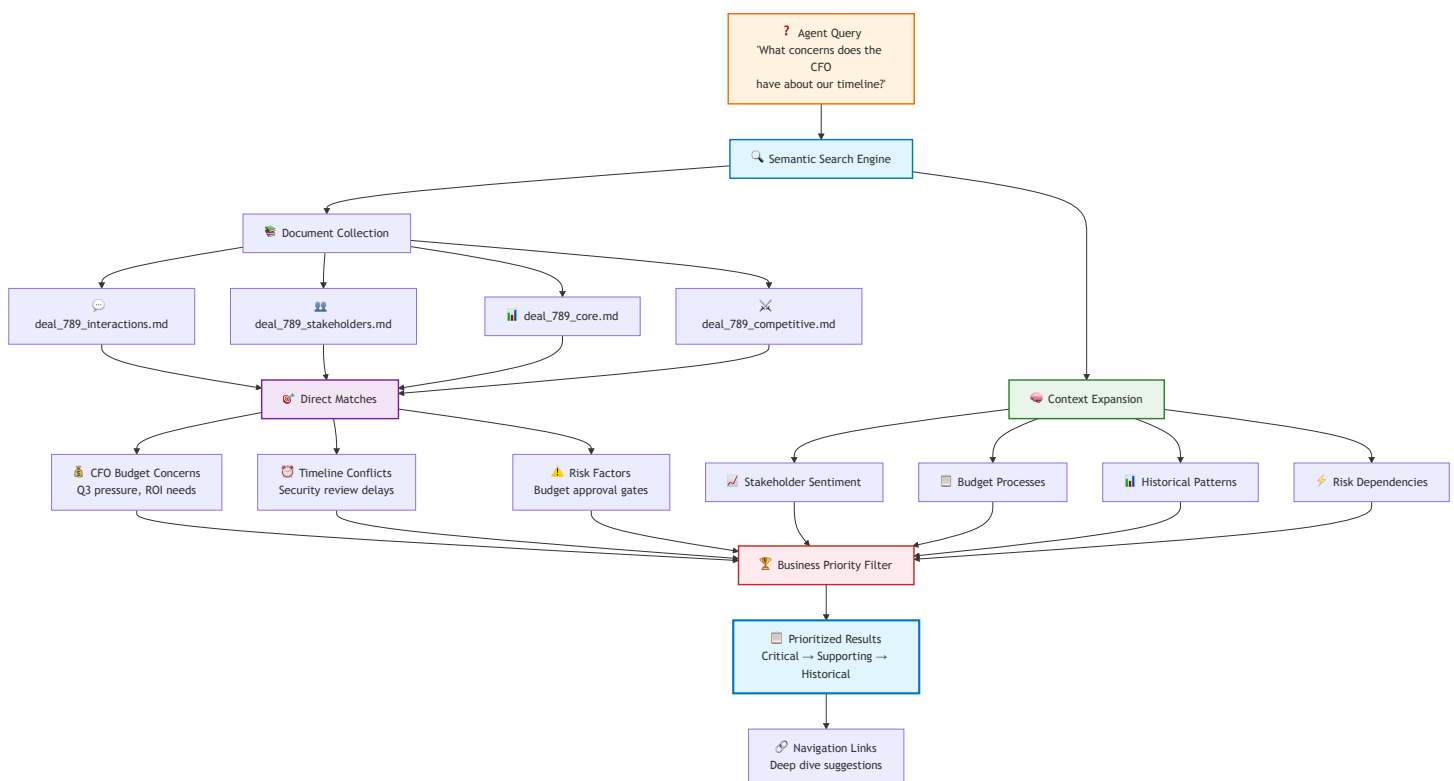 ❓ Agent Query
'What concerns does the
CFO
have about our timeline?'
🔍 Semantic Search Engine
📚 Document Collection
💬
deal_789_interactions.md
👥
deal_789_stakeholders.md
📊 deal_789_core.md
⚔️
deal_789_competitive.md
🎯 Direct Matches
🧠 Context Expansion
💰 CFO Budget Concerns
Q3 pressure, ROI needs
⏰ Timeline Conflicts
Security review delays
⚠️ Risk Factors
Budget approval gates
📈 Stakeholder Sentiment
📋 Budget Processes
📊 Historical Patterns
⚡ Risk Dependencies
🏆 Business Priority Filter
📋 Prioritized Results
Critical → Supporting →
Historical
🔗 Navigation Links
Deep dive suggestions